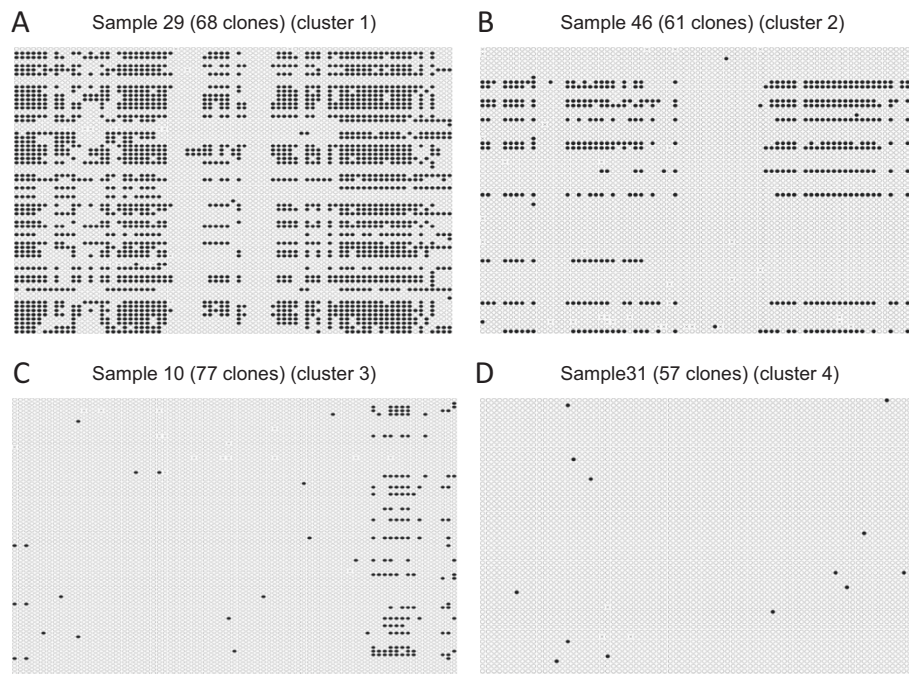 A Sample 29 (68 clones) (cluster 1)
B Sample 46 (61 clones) (cluster 2)
C Sample 10 (77 clones) (cluster 3)
D Sample31 (57 clones) (cluster 4)